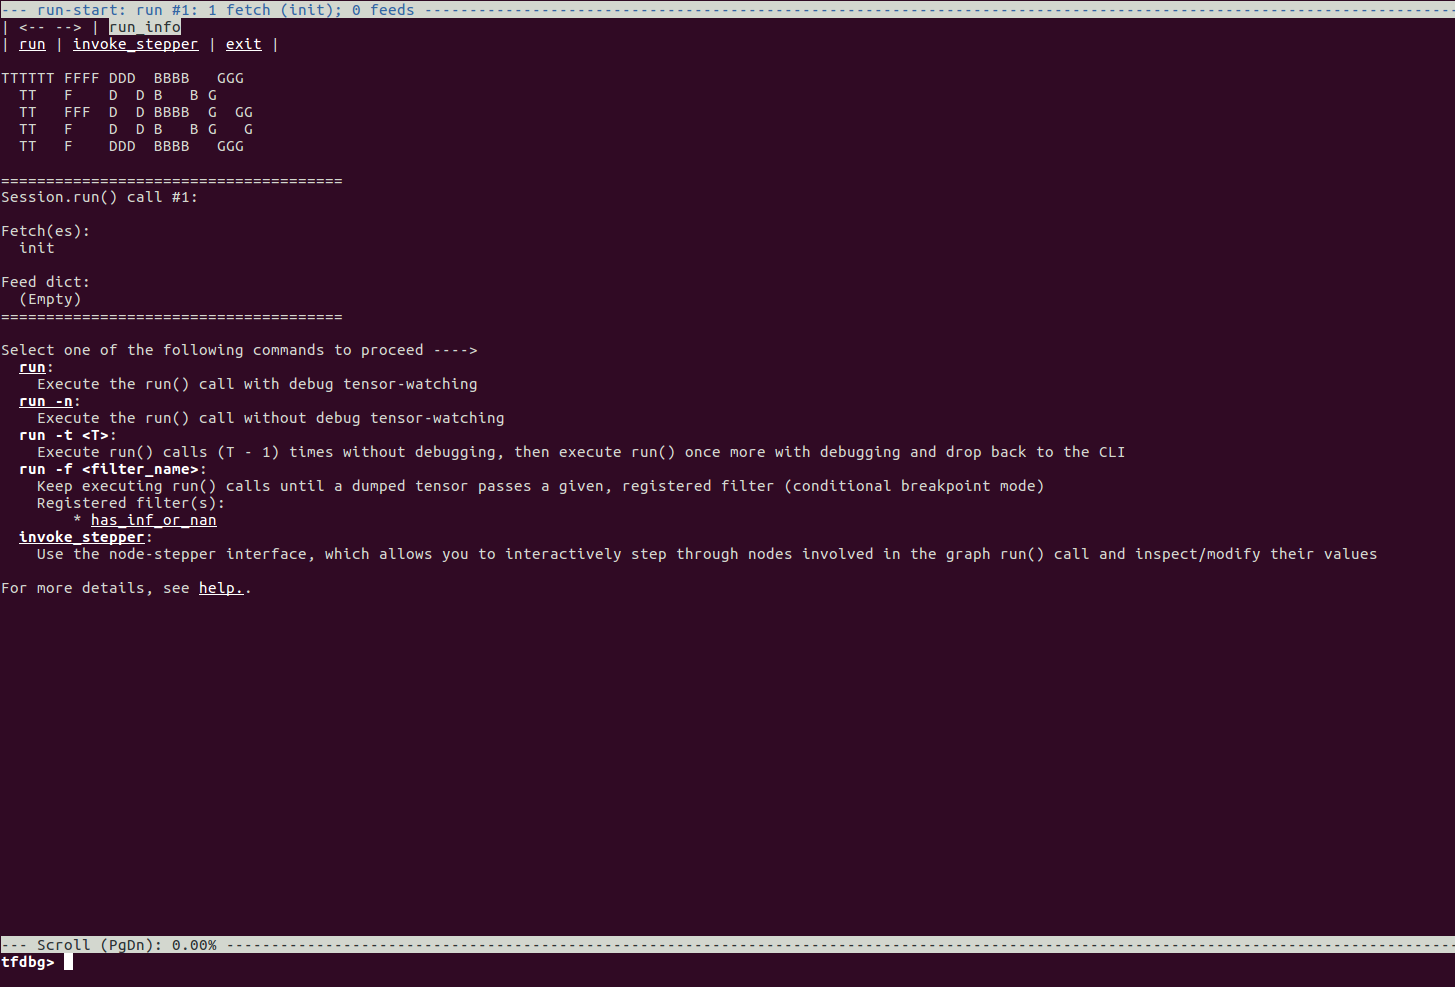 --- run-start: run #1: 1 fetch (init); 0 feeds ------------------------------------------------------------------------------------------------------------------
| <-- --> | run_info
| run | invoke_stepper | exit |
TTTTTT FFFF DDD  BBBB   GGG
  TT   F    D  D B   B G
  TT   FFF  D  D BBBB  G  GG
  TT   F    D  D B   B G   G
  TT   F    DDD  BBBB   GGG
======================================
Session.run() call #1:
Fetch(es):
  init
Feed dict:
  (Empty)
======================================
Select one of the following commands to proceed ---->
  run:
    Execute the run() call with debug tensor-watching
  run -n:
    Execute the run() call without debug tensor-watching
  run -t <T>:
    Execute run() calls (T - 1) times without debugging, then execute run() once more with debugging and drop back to the CLI
  run -f <filter_name>:
    Keep executing run() calls until a dumped tensor passes a given, registered filter (conditional breakpoint mode)
    Registered filter(s):
        * has_inf_or_nan
  invoke_stepper:
    Use the node-stepper interface, which allows you to interactively step through nodes involved in the graph run() call and inspect/modify their values
For more details, see help..
--- Scroll (PgDn): 0.00% ----------------------------------------------------------------------------------------------------------------------------------------
tfdbg>